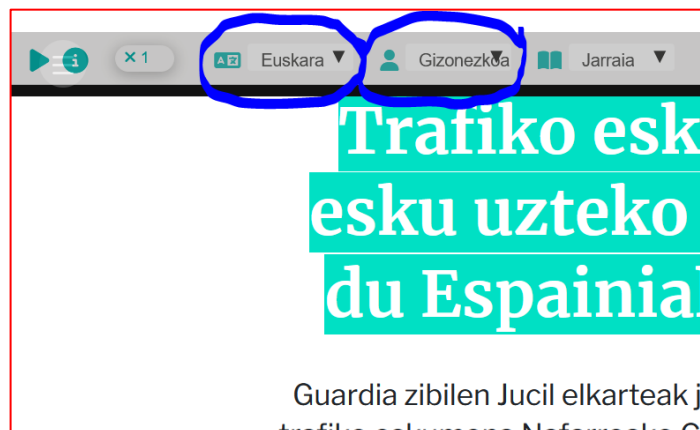 × 1 Euskara Gizonezkoa Jarraia
Trafiko esk
esku uzteko
du Espainial
Guardia zibilen Jucil elkarteak j